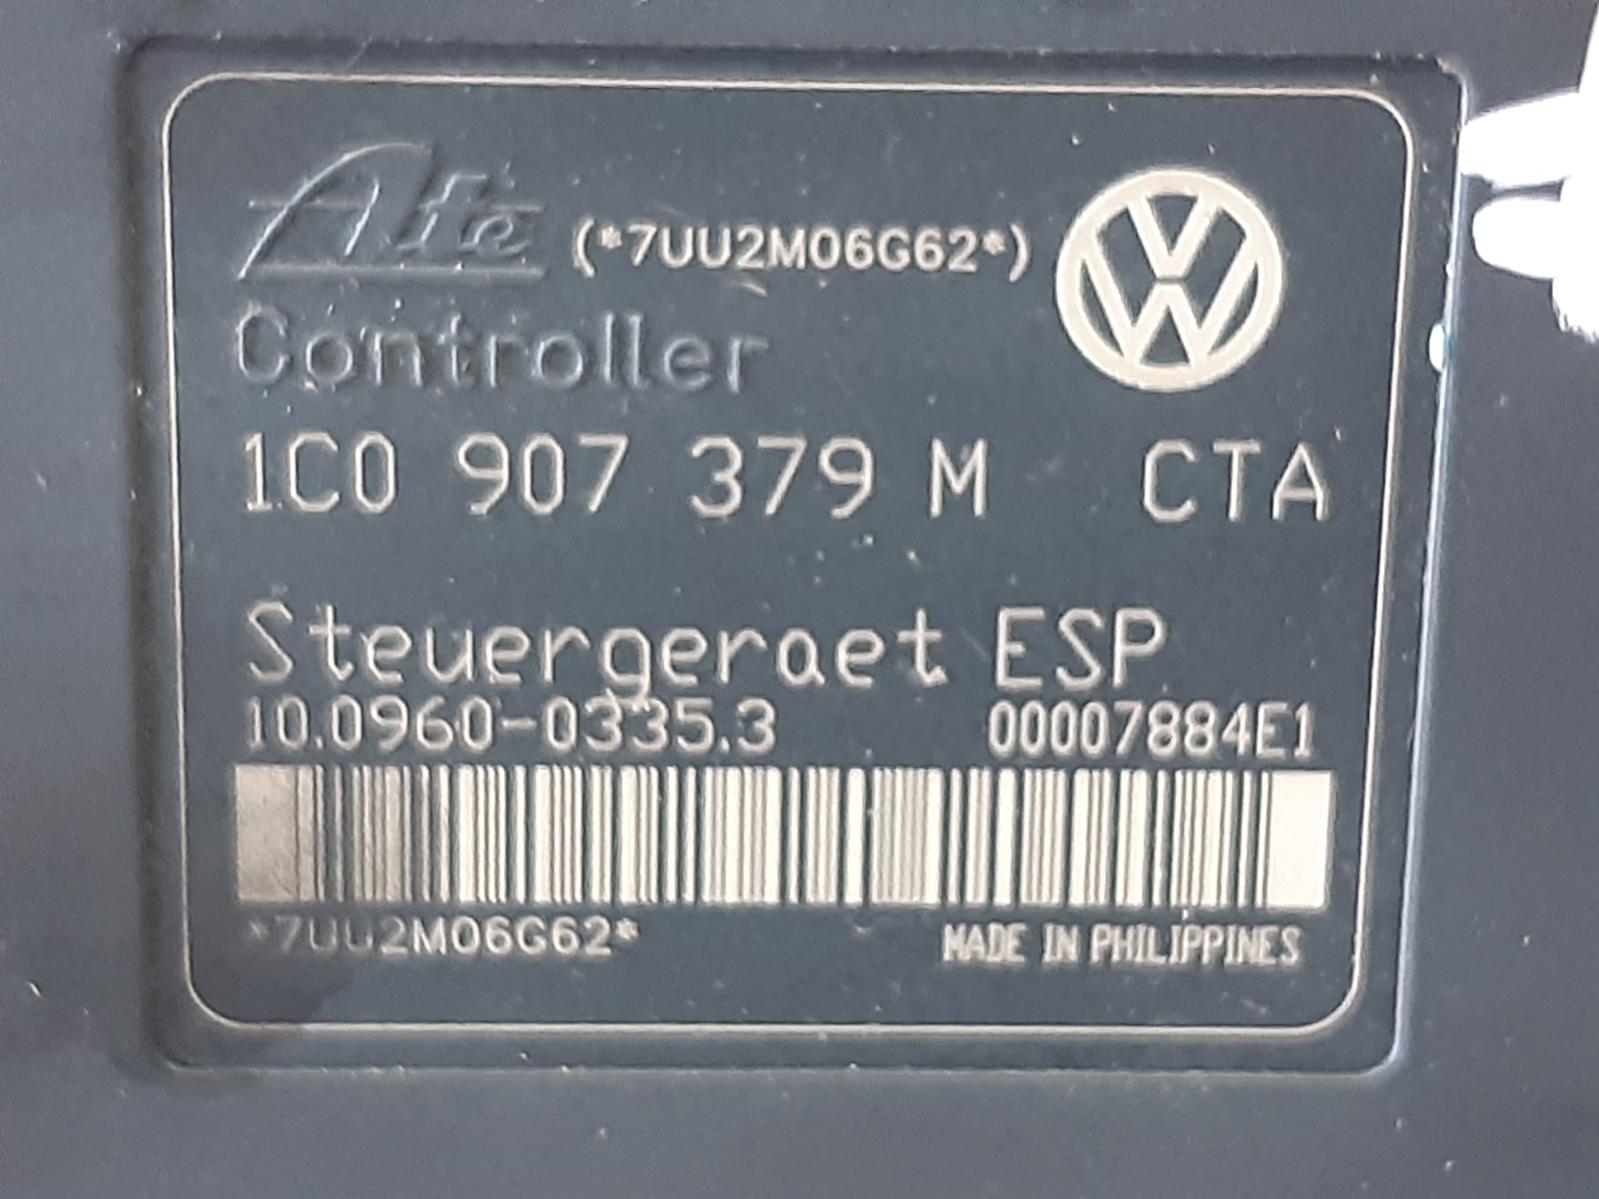 Ate (*7UU2M06G62*)
Controller
1C0 907 379 M CTA
Steuergeraet ESP
10.0960-0335.3 00007884E1
*7UU2M06G62* MADE IN PHILIPPINES